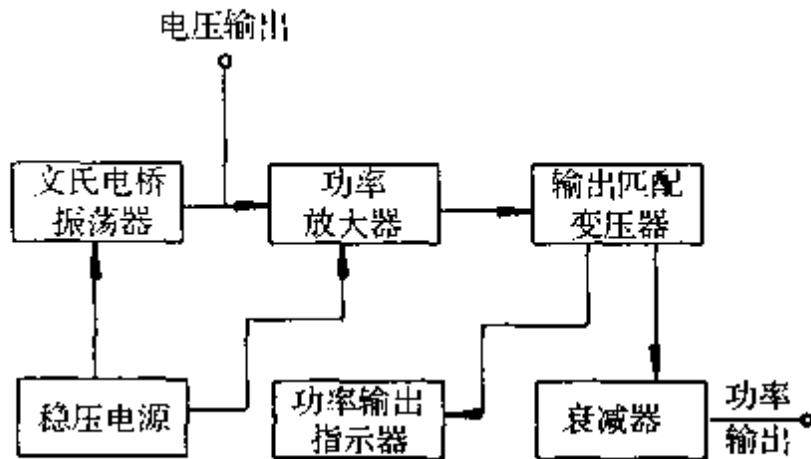 电压输出
文氏电桥
振荡器
功率
放大器
输出匹配
变压器
稳压电源
功率输出
指示器
衰减器
功率
输出